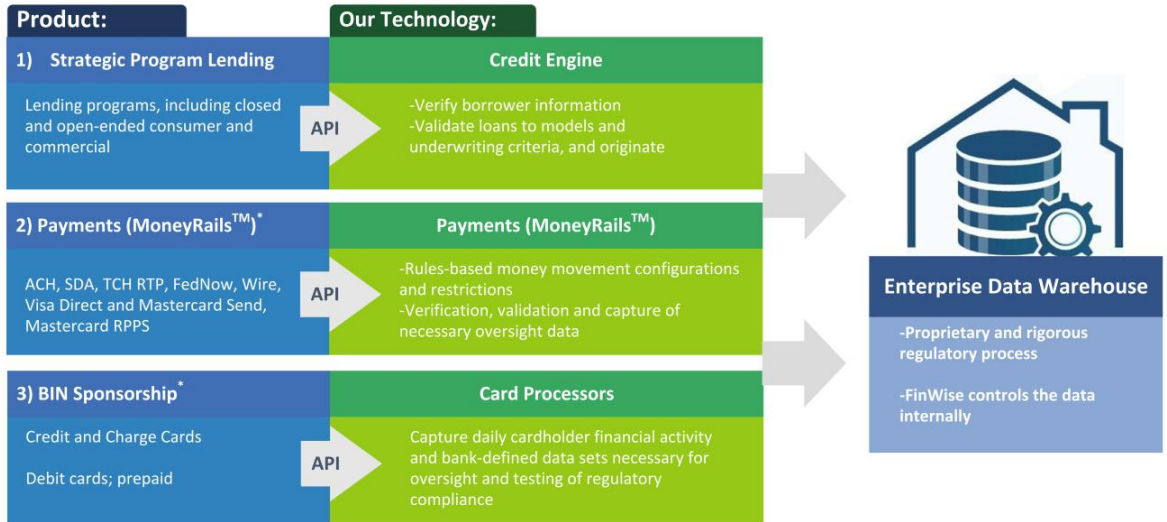 Product:
Our Technology:
1) Strategic Program Lending
Credit Engine
Lending programs, including closed
and open-ended consumer and
commercial
API
-Verify borrower information
-Validate loans to models and
underwriting criteria, and originate
2) Payments (MoneyRails™)*
Payments (MoneyRails™)
ACH, SDA, TCH RTP, FedNow, Wire,
Visa Direct and Mastercard Send,
Mastercard RPPS
API
-Rules-based money movement configurations
and restrictions
-Verification, validation and capture of
necessary oversight data
3) BIN Sponsorship*
Card Processors
Credit and Charge Cards
Debit cards; prepaid
API
Capture daily cardholder financial activity
and bank-defined data sets necessary for
oversight and testing of regulatory
compliance
Enterprise Data Warehouse
-Proprietary and rigorous
regulatory process
-FinWise controls the data
internally